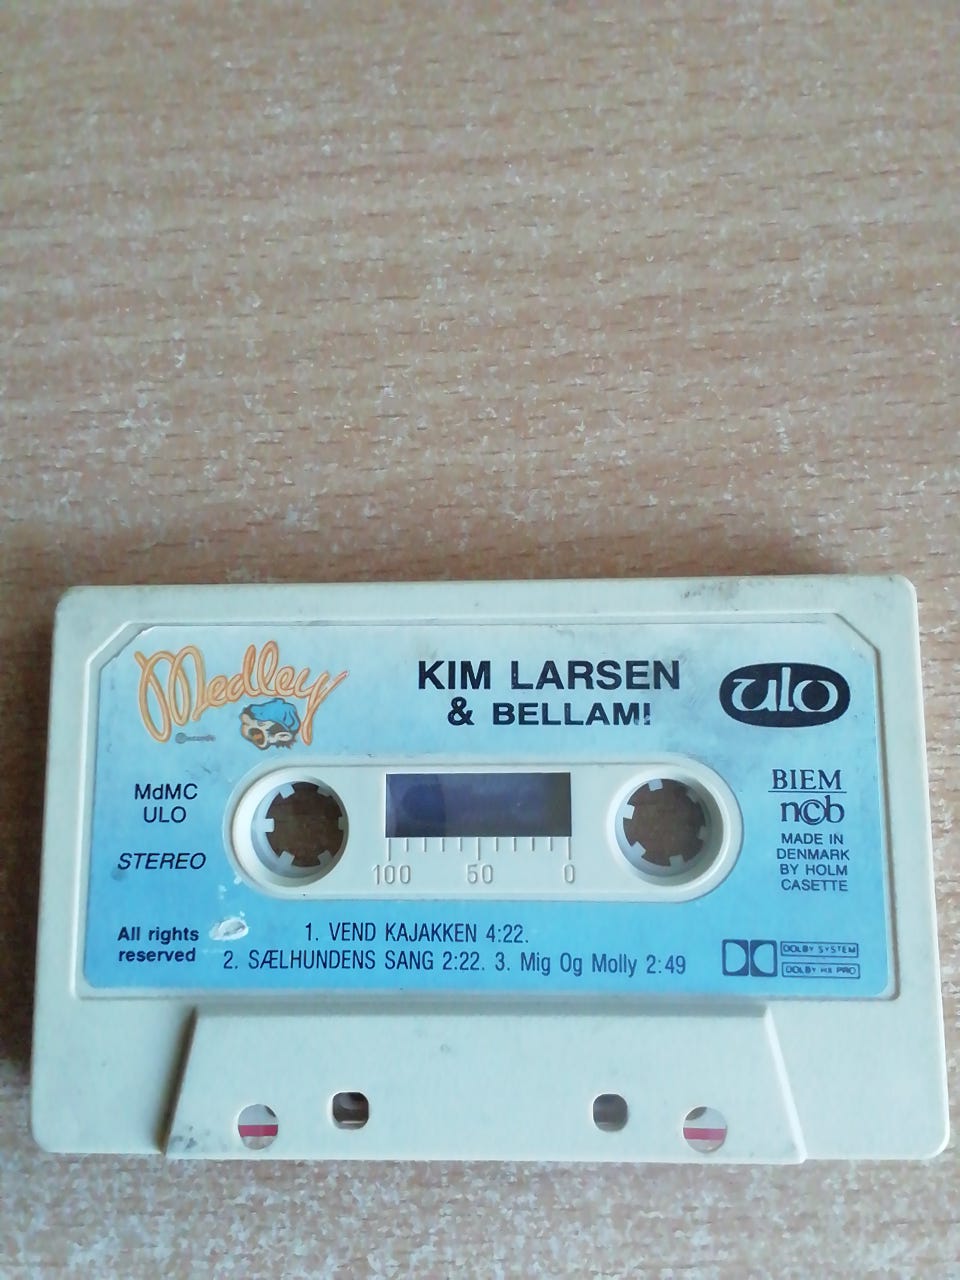 Medley
KIM LARSEN
& BELLAMI
ulo
MdMC
ULO
STEREO
BIEM
ncb
MADE IN
DENMARK
BY HOLM
CASETTE
100 50 0
All rights
reserved
1. VEND KAJAKKEN 4:22.
2. SÆLHUNDENS SANG 2:22. 3. Mig Og Molly 2:49
DOLBY SYSTEM
DOLBY HX PRO